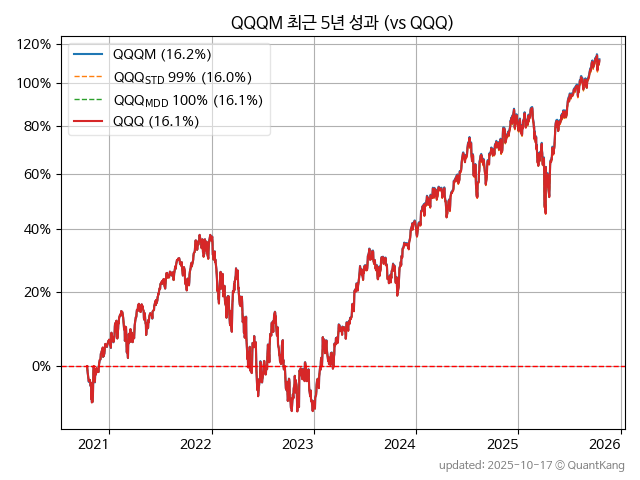 QQQM 최근 5년 성과 (vs QQQ)
120%
100%
80%
60%
40%
20%
0%
QQQM (16.2%)
QQQSTD 99% (16.0%)
QQQMDD 100% (16.1%)
QQQ (16.1%)
2021 2022 2023 2024 2025 2026
updated: 2025-10-17 © QuantKang